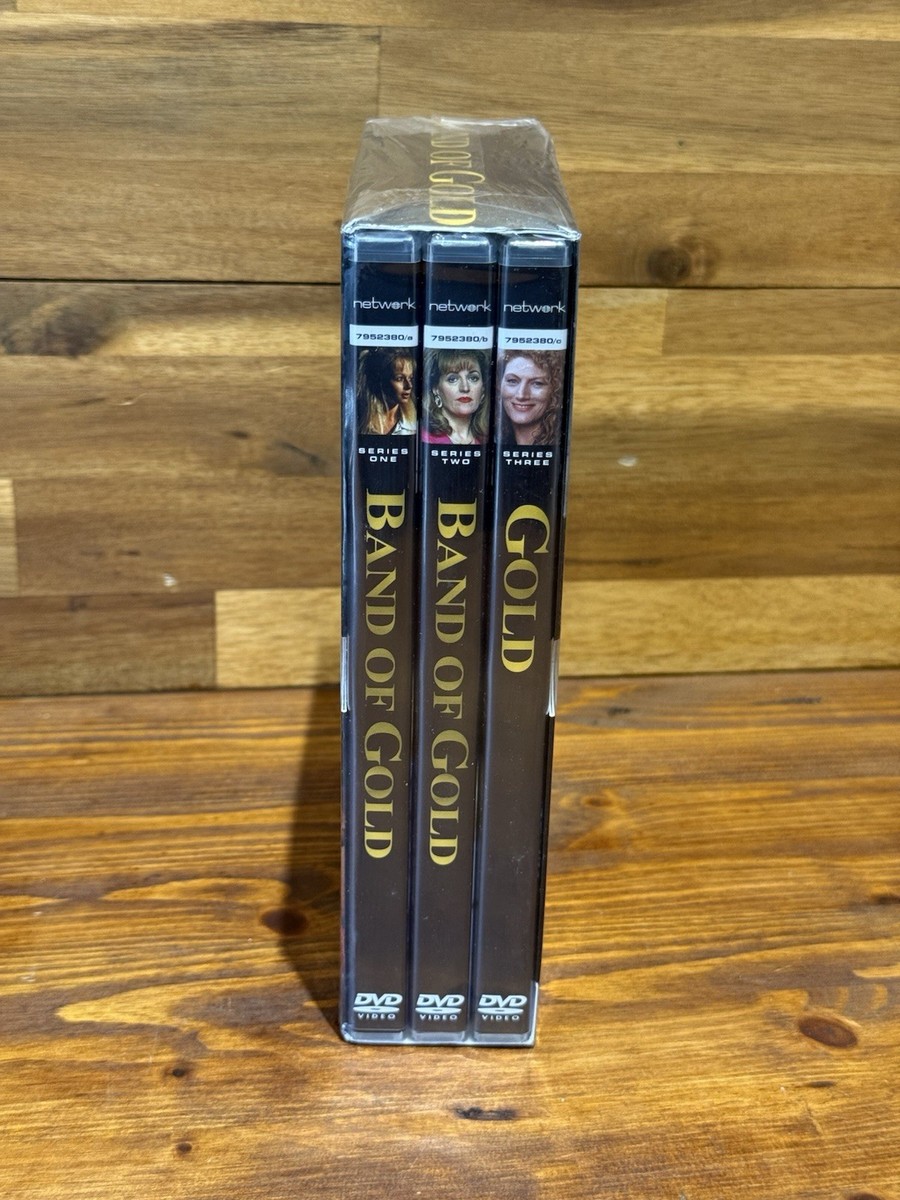 AND OF GOLD
network
7952380/a
SERIES
ONE
BAND OF GOLD
DVD
VIDEO
network
7952380/b
SERIES
TWO
BAND OF GOLD
DVD
VIDEO
network
7952380/c
SERIES
THREE
GOLD
DVD
VIDEO